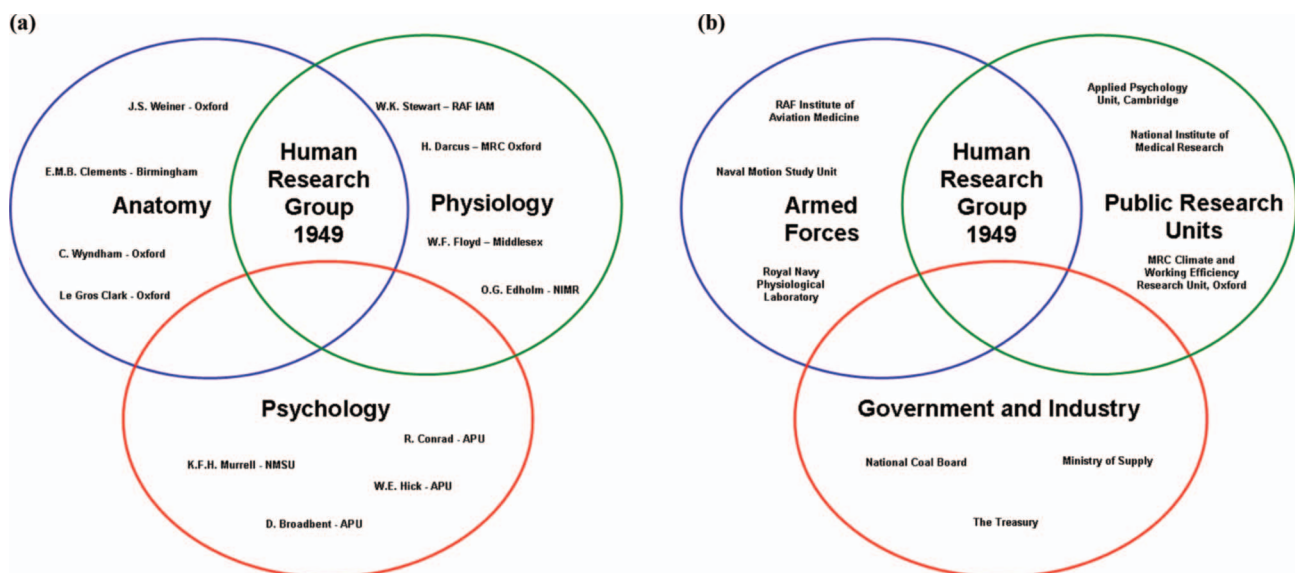 (a)
J.S. Weiner - Oxford
E.M.B. Clements - Birmingham
Anatomy
C. Wyndham - Oxford
Le Gros Clark - Oxford
Human
Research
Group
1949
W.K. Stewart – RAF IAM
H. Darcus – MRC Oxford
Physiology
W.F. Floyd – Middlesex
O.G. Edholm - NIMR
Psychology
R. Conrad - APU
K.F.H. Murrell - NMSU
W.E. Hick - APU
D. Broadbent - APU
(b)
RAF Institute of
Aviation Medicine
Naval Motion Study Unit
Armed
Forces
Royal Navy
Physiological
Laboratory
Human
Research
Group
1949
Applied Psychology
Unit, Cambridge
National Institute of
Medical Research
Public Research
Units
MRC Climate and
Working Efficiency
Research Unit, Oxford
Government and Industry
National Coal Board
Ministry of Supply
The Treasury